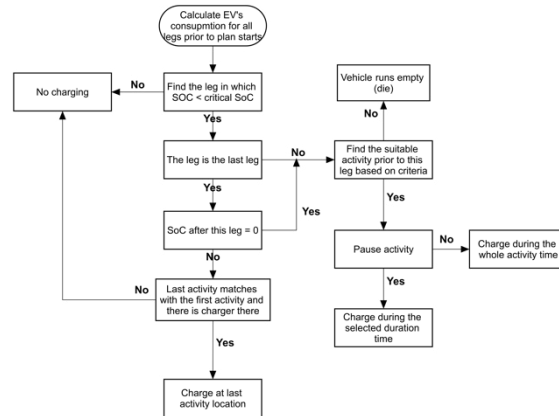 Calculate EV's
consupmtion for all
legs prior to plan starts
No
No charging
Find the leg in which
SOC < critical SoC
Vehicle runs empty
(die)
Yes
No
The leg is the last leg
No
Find the suitable
activity prior to this
leg based on criteria
Yes
Yes
Yes
SoC after this leg = 0
Pause activity
No
Charge during the
whole activity time
No
No
Last activity matches
with the first activity and
there is charger there
Yes
Charge during the
selected duration
time
Yes
Charge at last
activity location